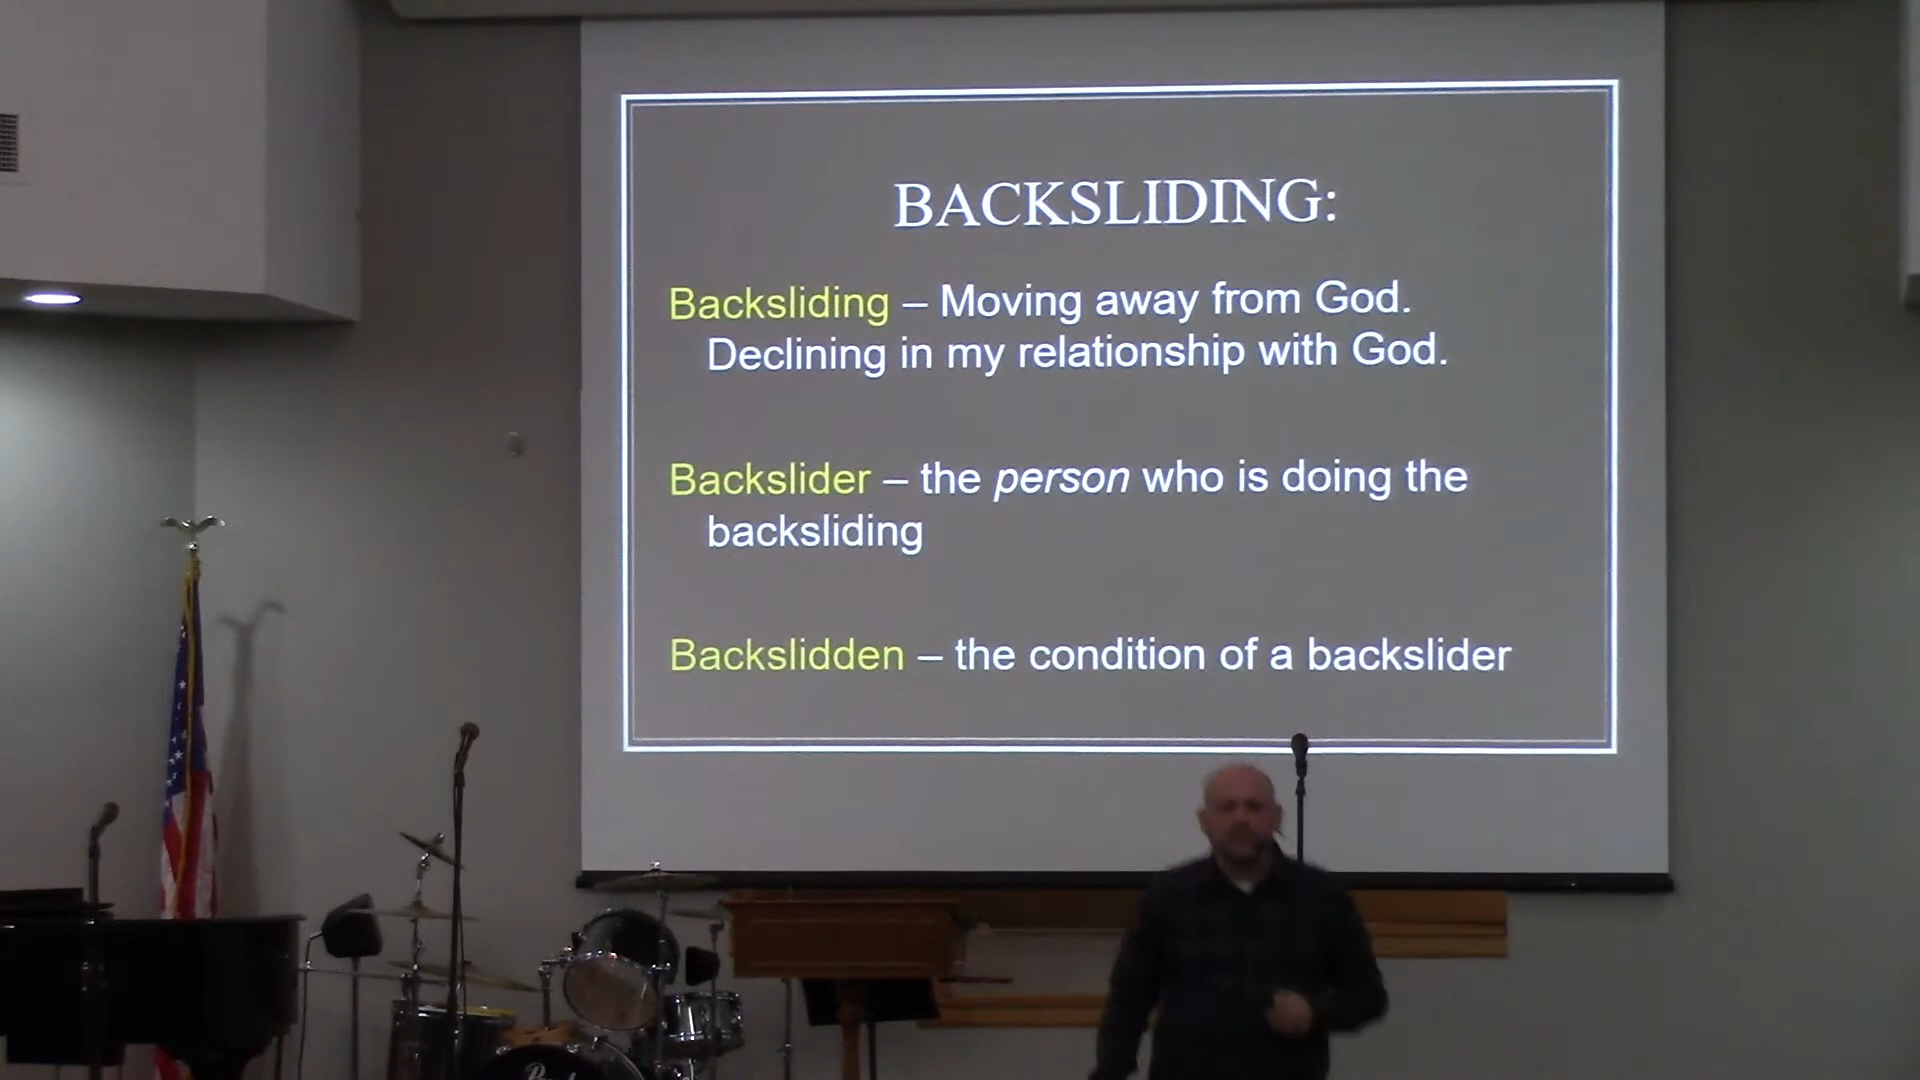 BACKSLIDING:
Backsliding – Moving away from God.
Declining in my relationship with God.
Backslider – the person who is doing the
backsliding
Backslidden – the condition of a backslider